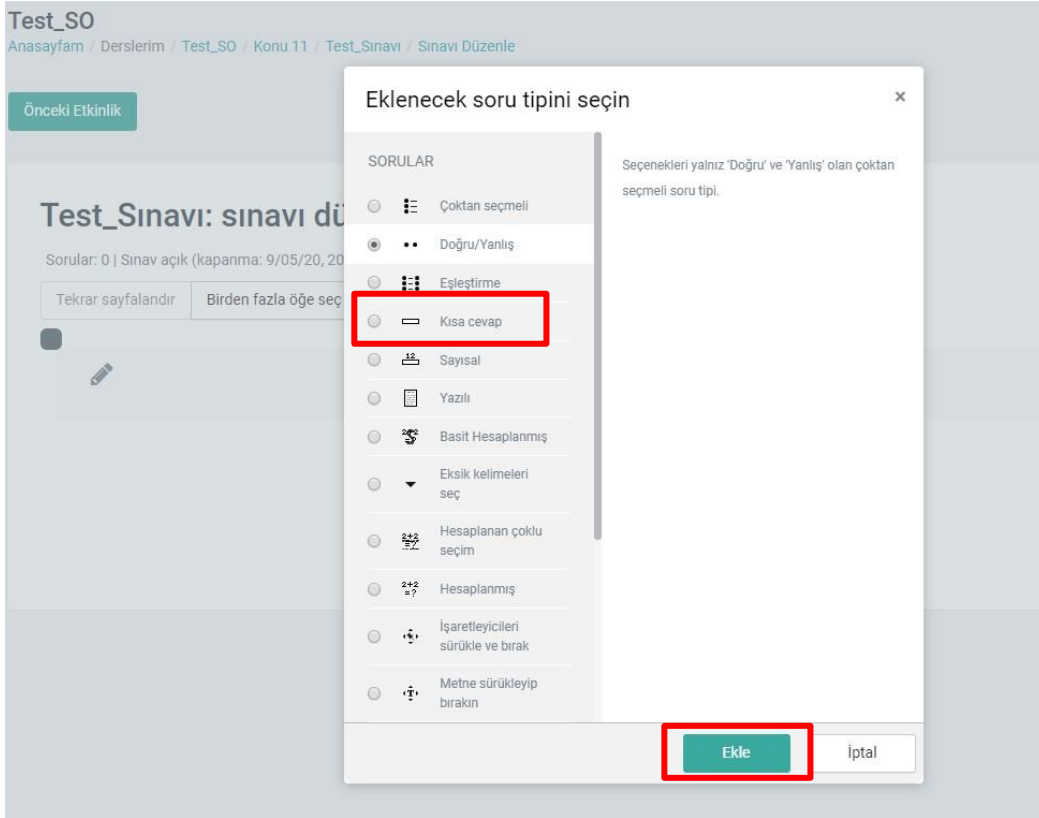 Test_SO
Anasayfam / Derslerim / Test_SO / Konu 11 / Test_Sınavı / Sınavı Düzenle
Önceki Etkinlik
Test_Sınavı: sınavı dü
Sorular: 0 | Sınav açık (kapanma: 9/05/20, 20
Tekrar sayfalandır
Birden fazla öğe seç
Eklenecek soru tipini seçin
×
SORULAR
Çoktan seçmeli
Doğru/Yanlış
Eşleştirme
Kısa cevap
Sayısal
Yazılı
Basit Hesaplanmış
Eksik kelimeleri
seç
Hesaplanan çoklu
seçim
Hesaplanmış
İşaretleyicileri
sürükle ve bırak
Metne sürükleyip
bırakın
Seçenekleri yalnız 'Doğru' ve 'Yanlış' olan çoktan
seçmeli soru tipi.
Ekle
İptal